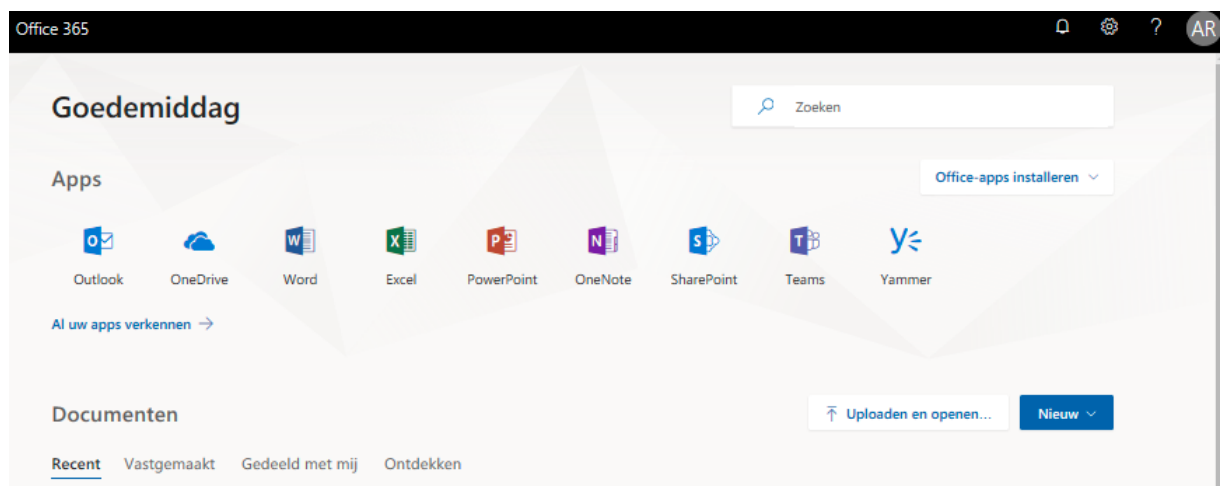 Office 365
?
AR
Goedemiddag
Zoeken
Apps
Office-apps installeren
Outlook OneDrive Word Excel PowerPoint OneNote SharePoint Teams Yammer
Al uw apps verkennen →
Documenten
Uploaden en openen...
Nieuw
Recent Vastgemaakt Gedeeld met mij Ontdekken